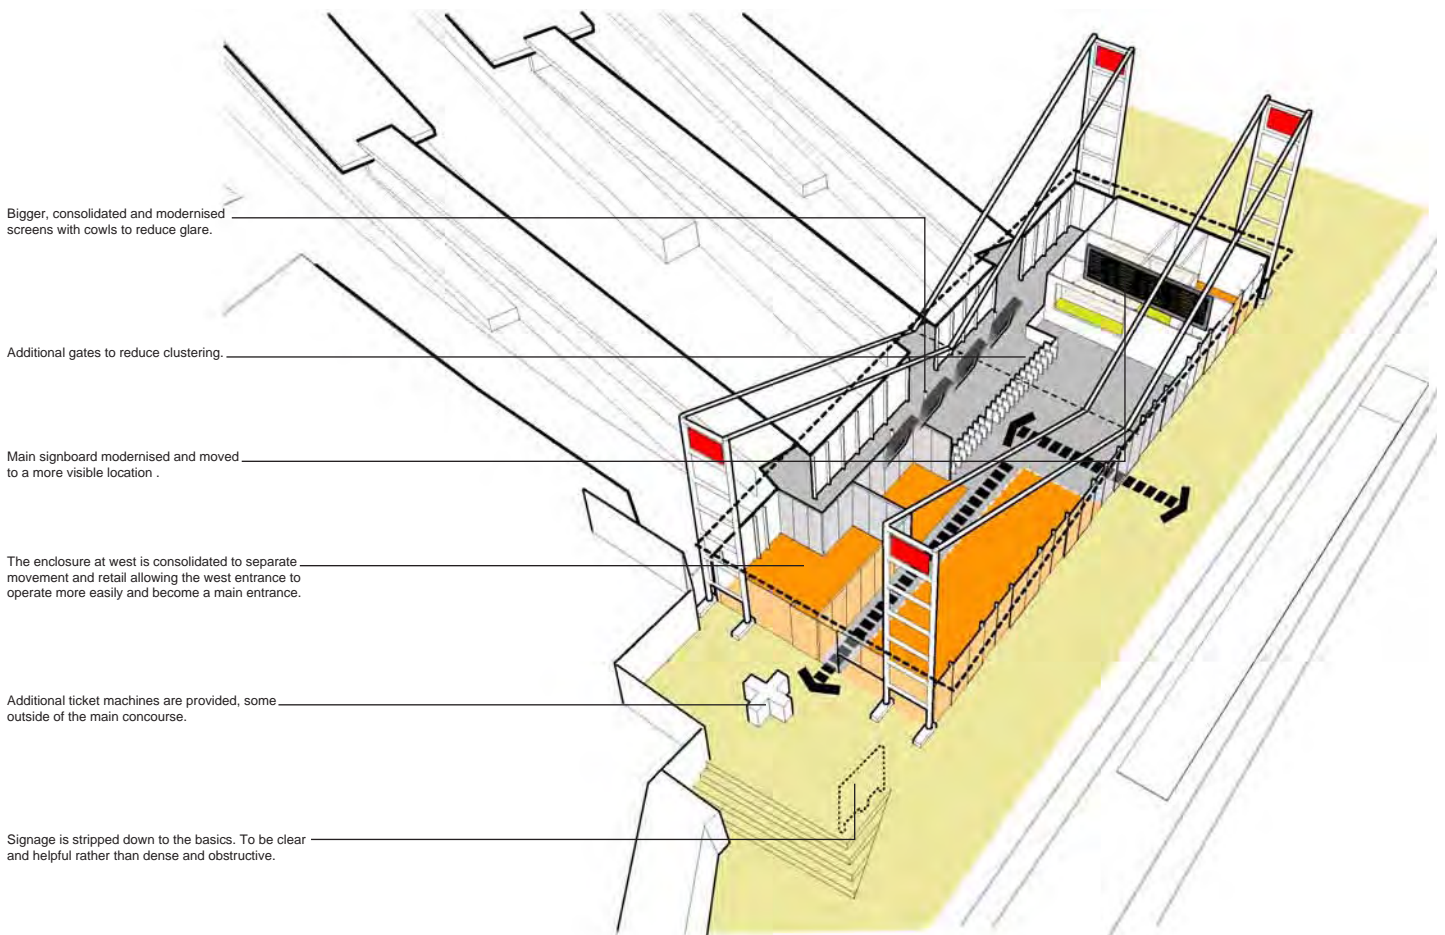 Bigger, consolidated and modernised
screens with cowls to reduce glare.
Additional gates to reduce clustering.
Main signboard modernised and moved
to a more visible location .
The enclosure at west is consolidated to separate
movement and retail allowing the west entrance to
operate more easily and become a main entrance.
Additional ticket machines are provided, some
outside of the main concourse.
Signage is stripped down to the basics. To be clear
and helpful rather than dense and obstructive.